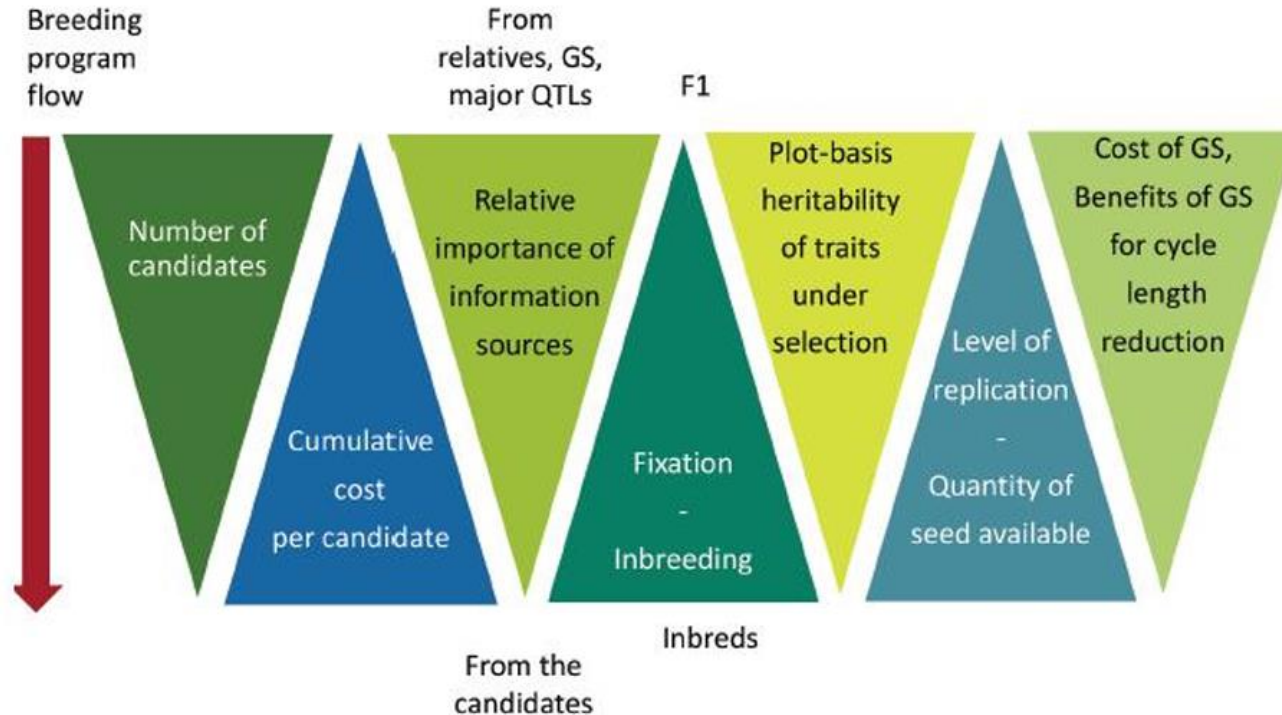 Breeding
program
flow
From
relatives, GS,
major QTLs
F1
Number of
candidates
Cumulative
cost
per candidate
Relative
importance of
information
sources
Fixation
-
Inbreeding
Plot-basis
heritability
of traits
under
selection
Level of
replication
-
Quantity of
seed available
Cost of GS,
Benefits of GS
for cycle
length
reduction
From the
candidates
Inbreds